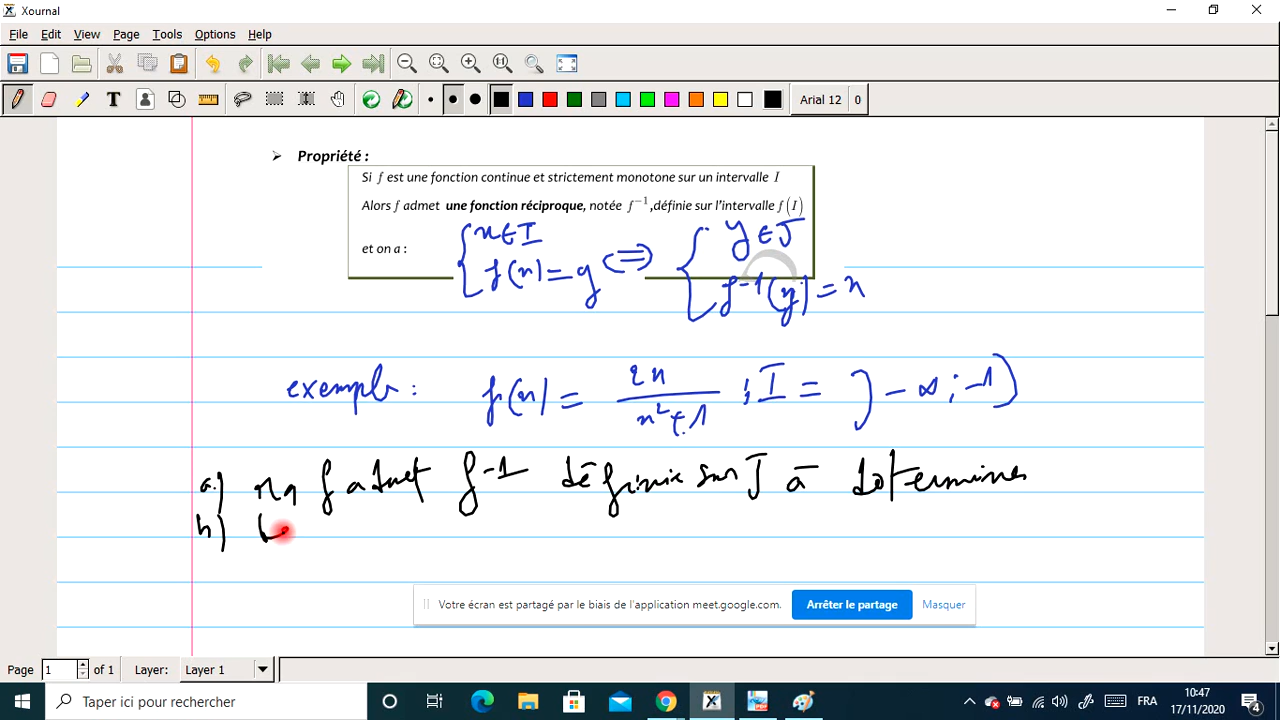 Xournal
File Edit View Page Tools Options Help
Arial 12 0
➤ Propriété :
Si f est une fonction continue et strictement monotone sur un intervalle I
Alors f admet une fonction réciproque, notée f⁻¹,définie sur l'intervalle f(I)
et on a : { x∈I ⟺ { y∈J
f(x)=y f⁻¹(y)=x
exemple : f(x) = 2x / x²+1 ; I = ]-∞ ; -1]
a) Mq f admet f⁻¹ définie sur J à determiner
b)
Votre écran est partagé par le biais de l'application meet.google.com. Arrêter le partage Masquer
Page 1 of 1 Layer: Layer 1
Taper ici pour rechercher
FRA
10:47
17/11/2020
4